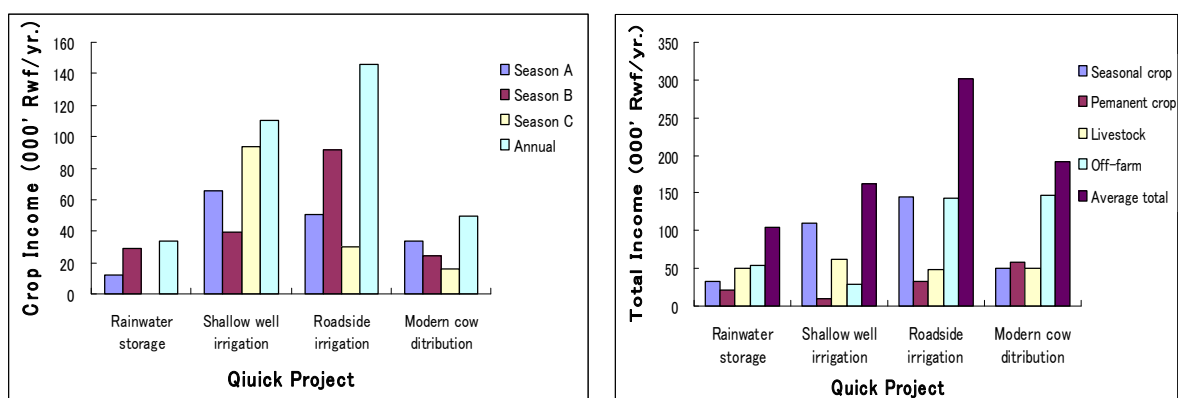 Crop Income (000' Rwf/yr.)
160
140
120
100
80
60
40
20
0
Rainwater
storage
Shallow well
irrigation
Roadside
irrigation
Modern cow
ditribution
Qiuick Project
Season A
Season B
Season C
Annual
Total Income (000' Rwf/yr.)
350
300
250
200
150
100
50
0
Rainwater
storage
Shallow well
irrigation
Roadside
irrigation
Modern cow
ditribution
Quick Project
Seasonal crop
Pemanent crop
Livestock
Off-farm
Average total